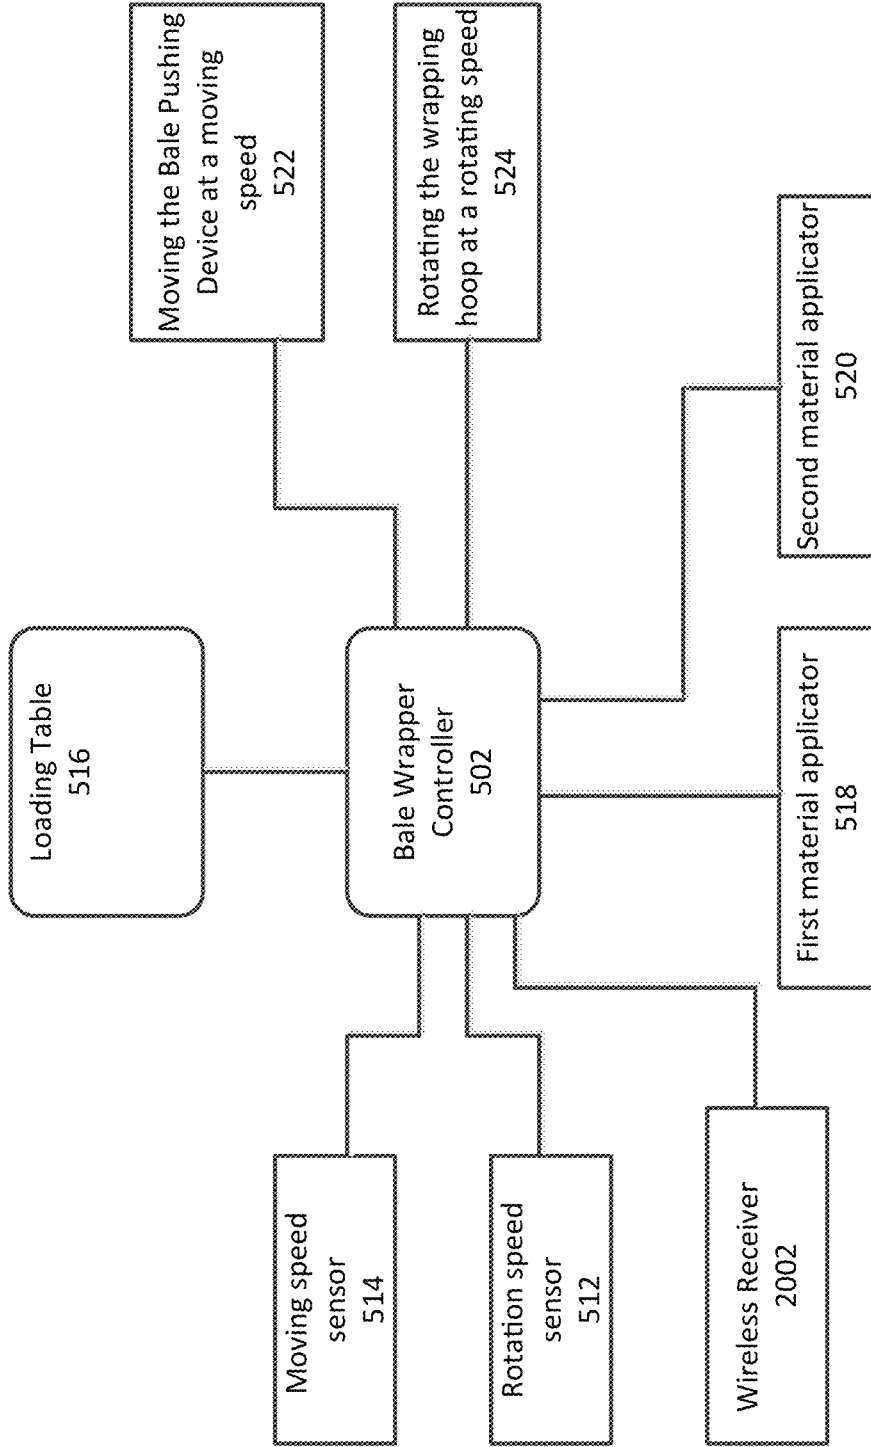 Loading Table
516
Moving speed
sensor
514
Rotation speed
sensor
512
Wireless Receiver
2002
Bale Wrapper
Controller
502
Moving the Bale Pushing
Device at a moving
speed
522
Rotating the wrapping
hoop at a rotating speed
524
First material applicator
518
Second material applicator
520